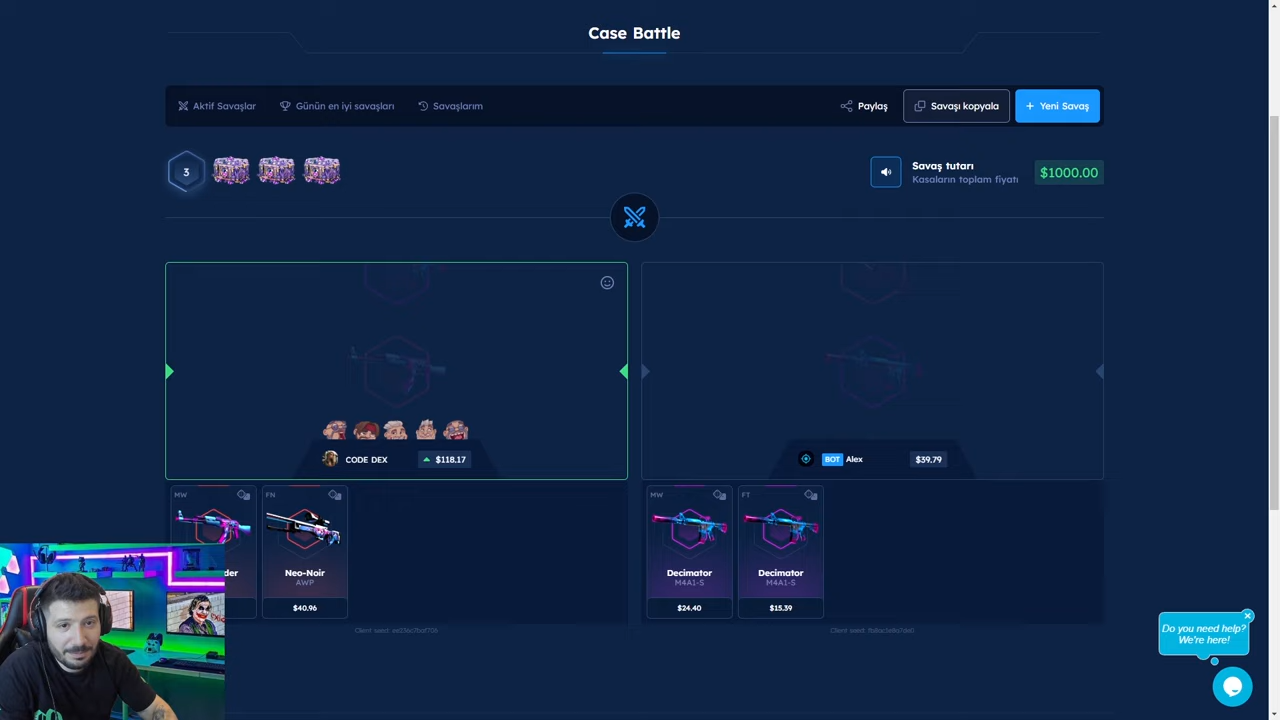 Case Battle
Aktif Savaşlar
Günün en iyi savaşları
Savaşlarım
Paylaş
Savaşı kopyala
+ Yeni Savaş
3
Savaş tutarı
Kasaların toplam fiyatı
$1000.00
CODE DEX
$118.17
BOT Alex
$39.79
MW
FN
Neo-Noir
AWP
$40.96
MW
Decimator
M4A1-S
$24.40
FT
Decimator
M4A1-S
$15.39
Do you need help?
We're here!